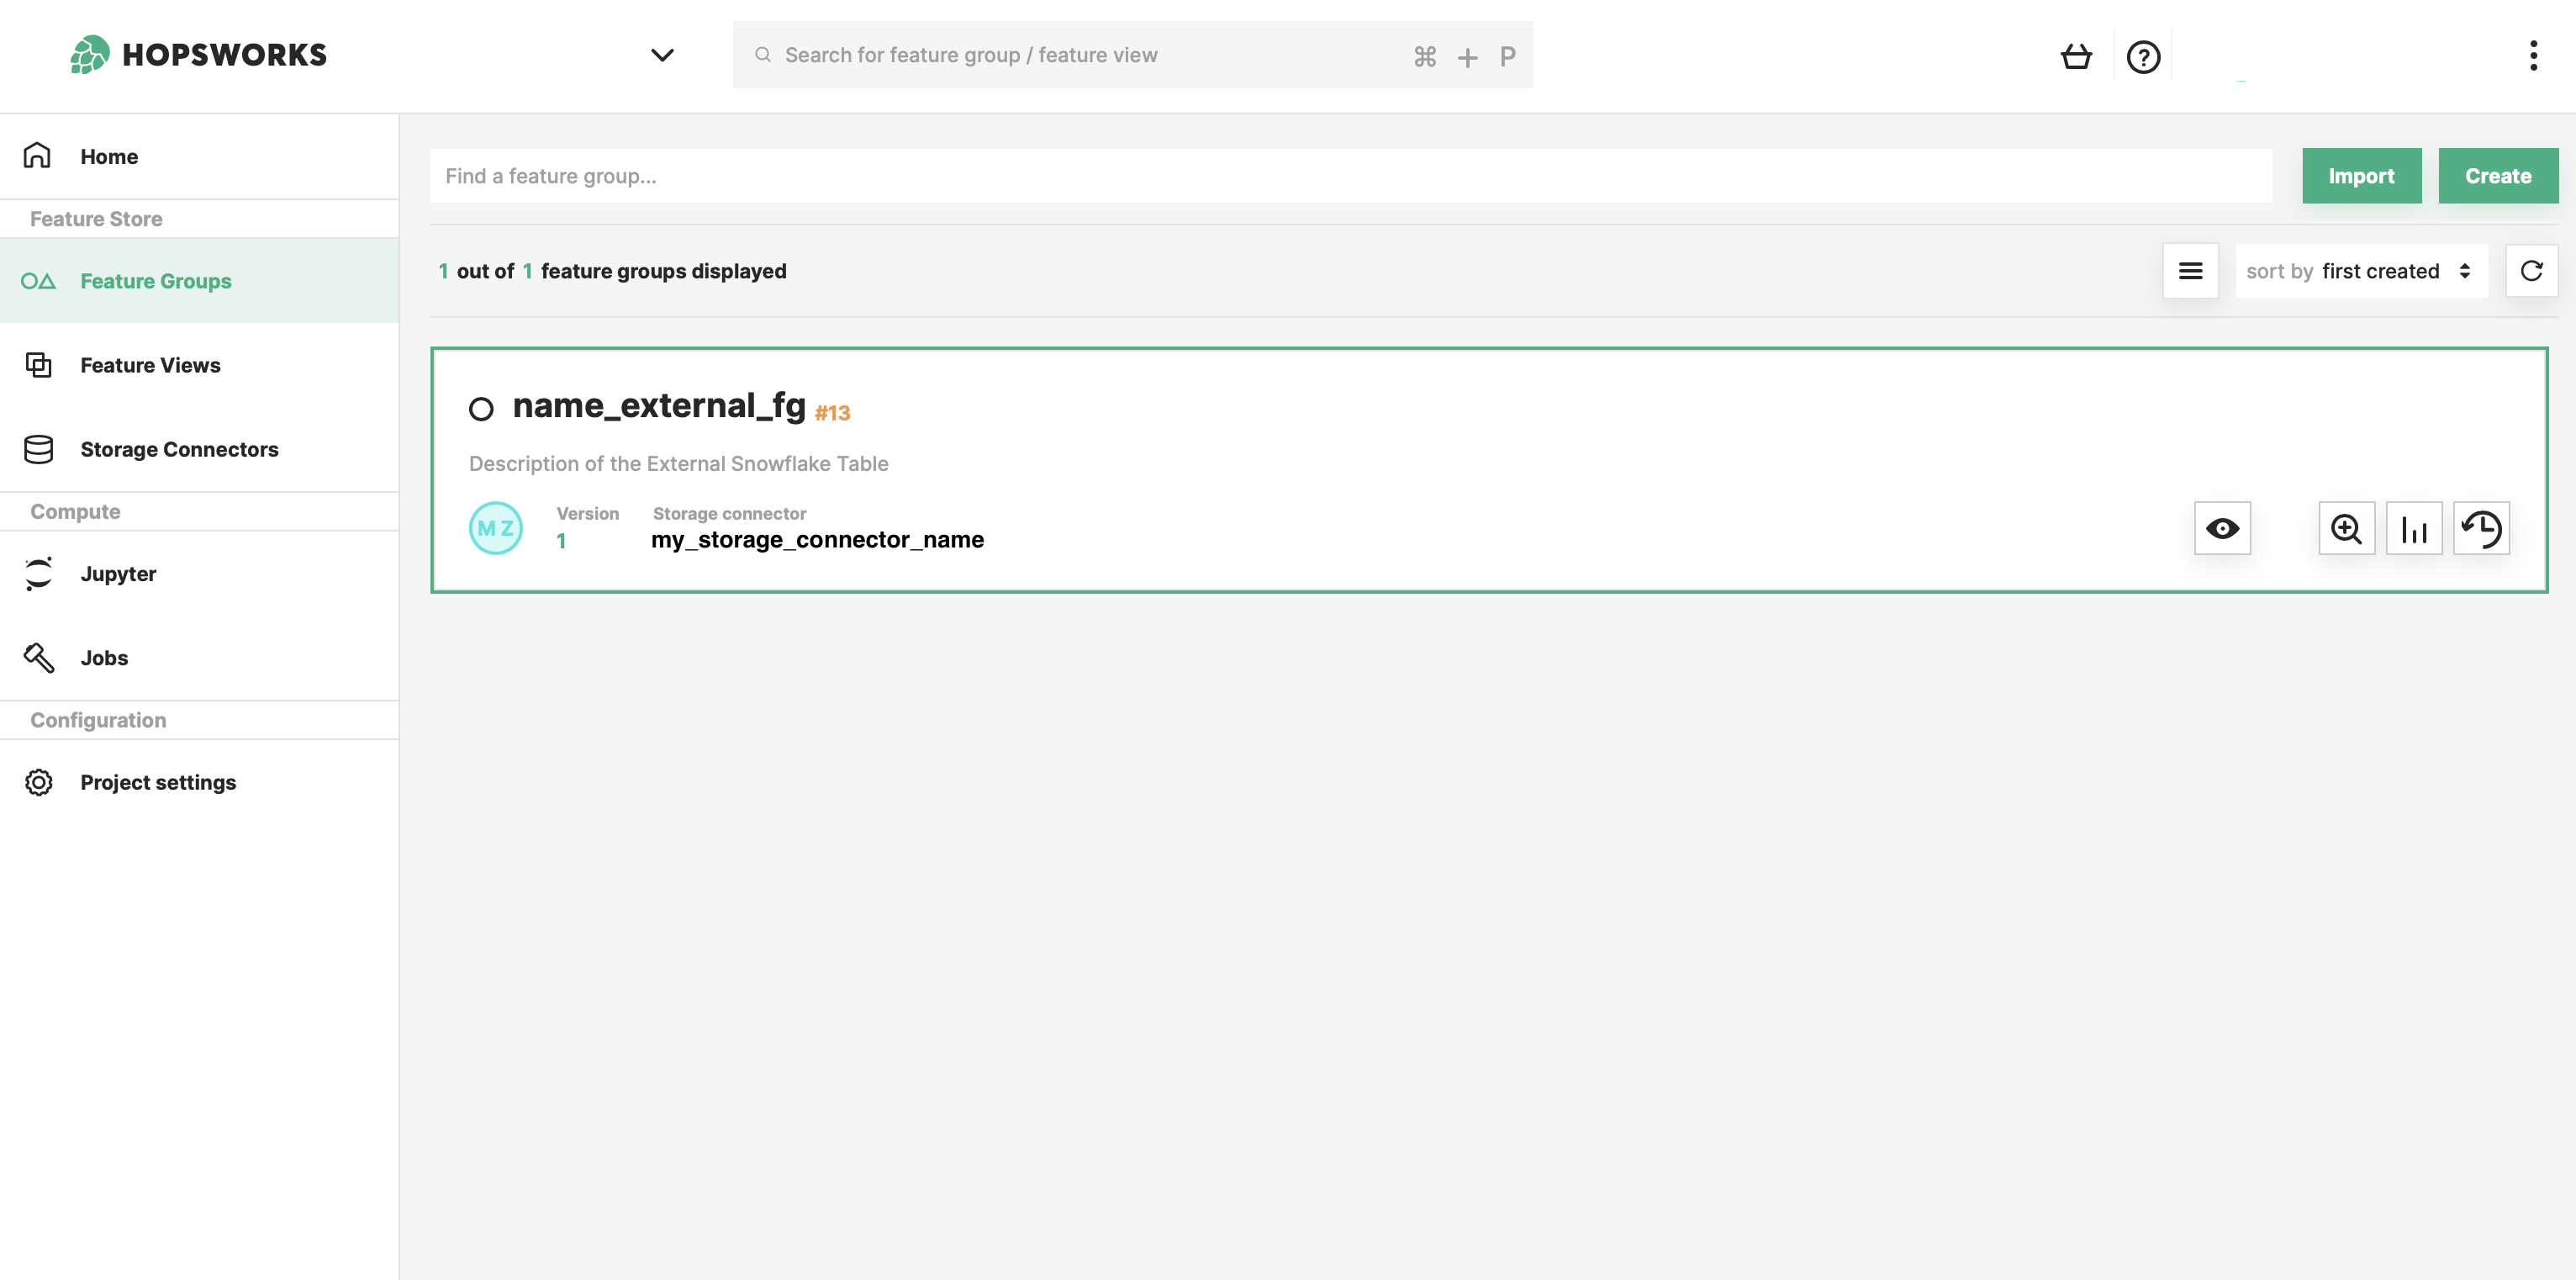 HOPSWORKS
Search for feature group / feature view ⌘ + P
Home
Feature Store
Feature Groups
Feature Views
Storage Connectors
Compute
Jupyter
Jobs
Configuration
Project settings
Find a feature group...
Import
Create
1 out of 1 feature groups displayed
sort by first created
name_external_fg #13
Description of the External Snowflake Table
MZ
Version
1
Storage connector
my_storage_connector_name